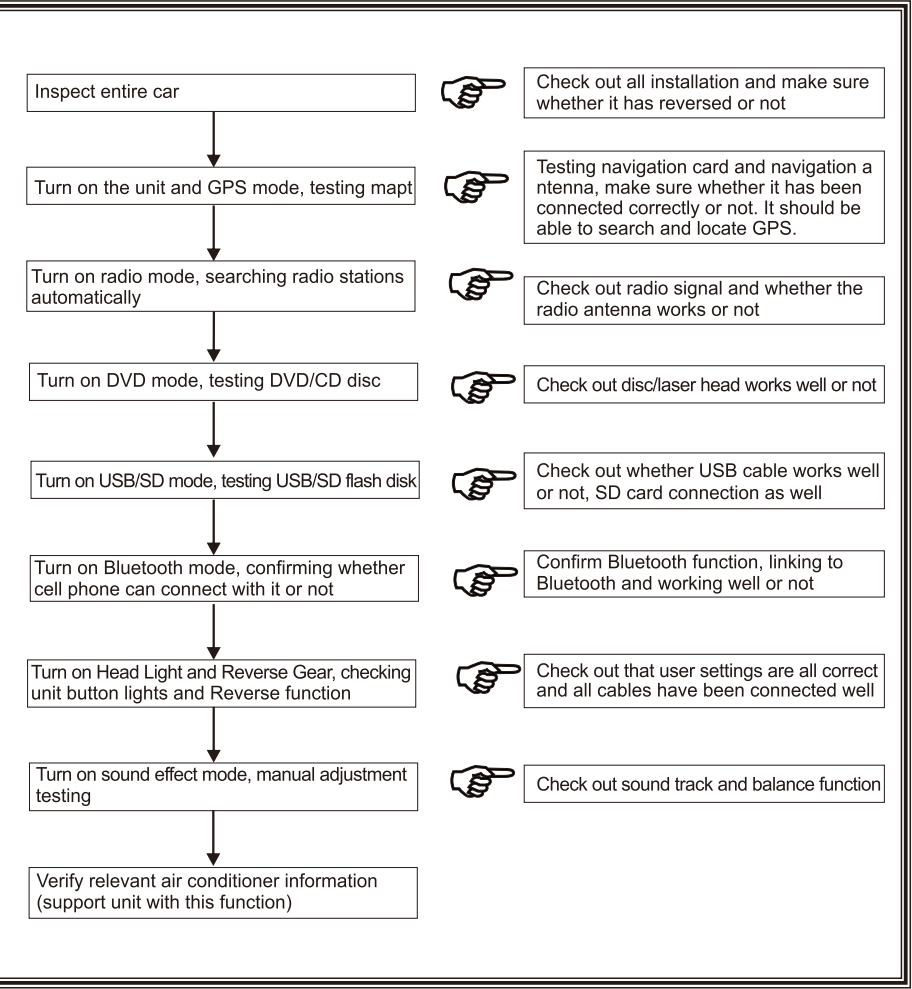 Inspect entire car
Check out all installation and make sure
whether it has reversed or not
Turn on the unit and GPS mode, testing mapt
Testing navigation card and navigation a
ntenna, make sure whether it has been
connected correctly or not. It should be
able to search and locate GPS.
Turn on radio mode, searching radio stations
automatically
Check out radio signal and whether the
radio antenna works or not
Turn on DVD mode, testing DVD/CD disc
Check out disc/laser head works well or not
Turn on USB/SD mode, testing USB/SD flash disk
Check out whether USB cable works well
or not, SD card connection as well
Turn on Bluetooth mode, confirming whether
cell phone can connect with it or not
Confirm Bluetooth function, linking to
Bluetooth and working well or not
Turn on Head Light and Reverse Gear, checking
unit button lights and Reverse function
Check out that user settings are all correct
and all cables have been connected well
Turn on sound effect mode, manual adjustment
testing
Check out sound track and balance function
Verify relevant air conditioner information
(support unit with this function)